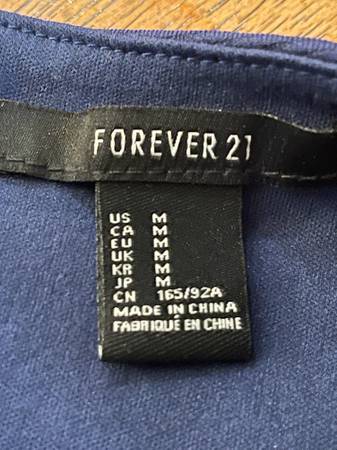 FOREVER 21
US M
CA M
EU M
UK M
KR M
JP M
CN 165/92A
MADE IN CHINA
FABRIQUÉ EN CHINE